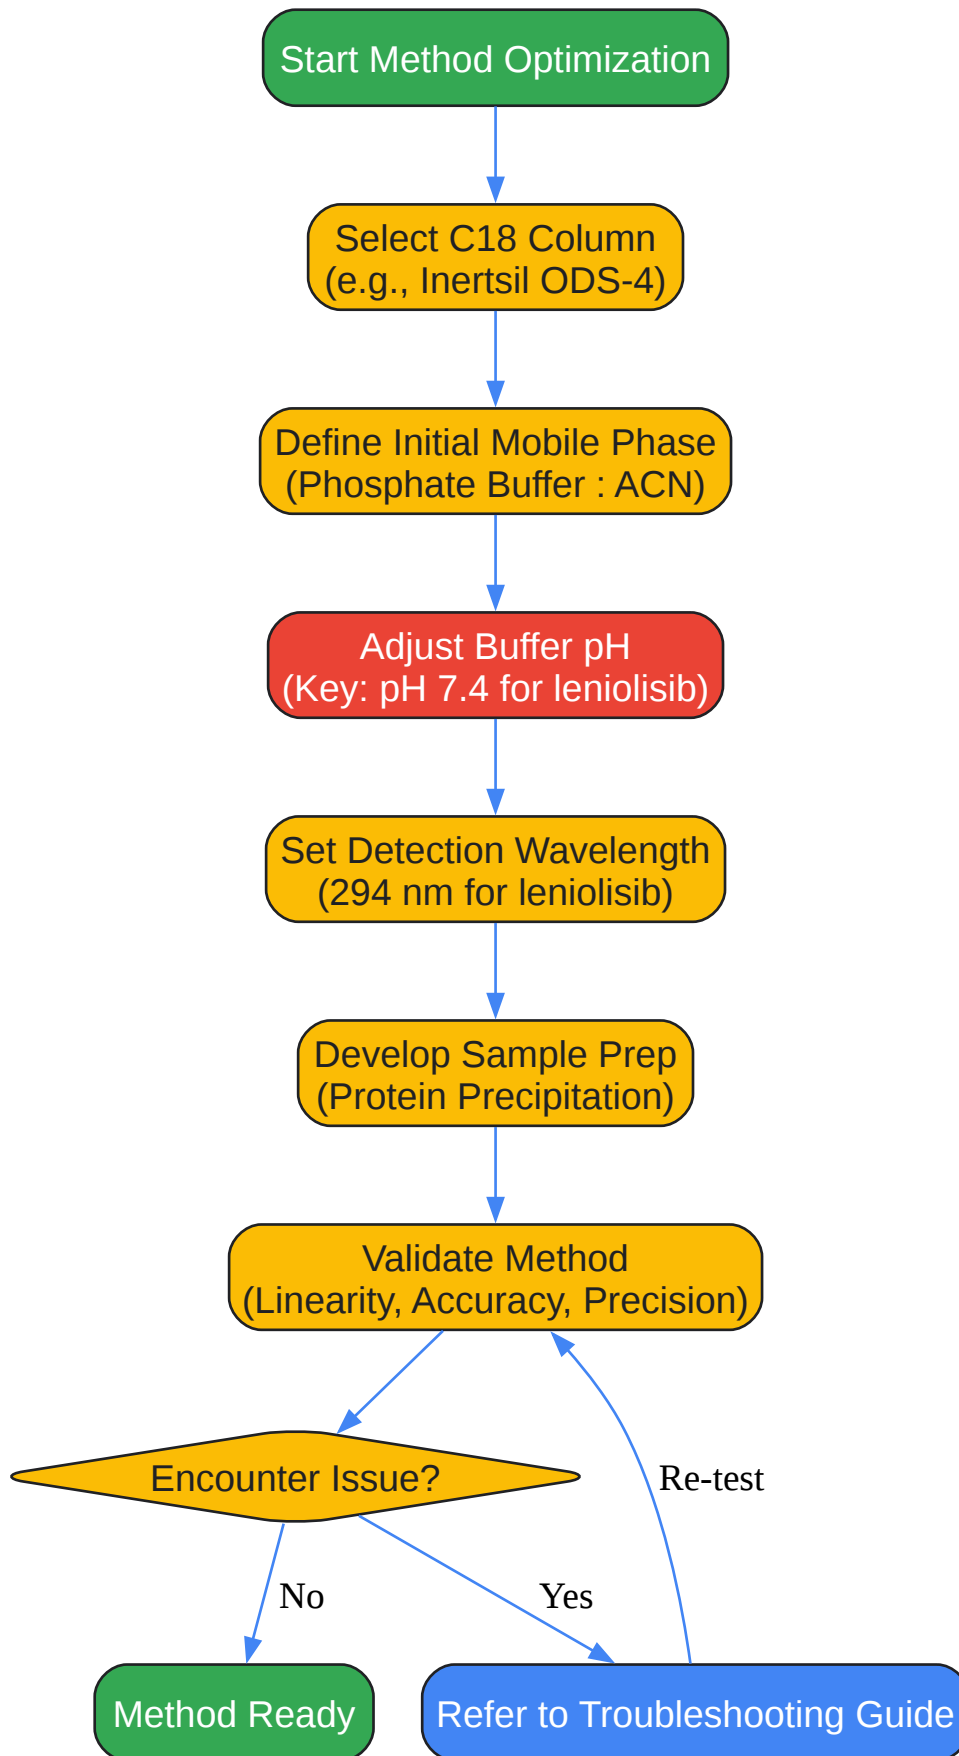 Start Method Optimization
Select C18 Column
(e.g., Inertsil ODS-4)
Define Initial Mobile Phase
(Phosphate Buffer : ACN)
Adjust Buffer pH
(Key: pH 7.4 for leniolisib)
Set Detection Wavelength
(294 nm for leniolisib)
Develop Sample Prep
(Protein Precipitation)
Validate Method
(Linearity, Accuracy, Precision)
Encounter Issue?
Re-test
No
Yes
Method Ready
Refer to Troubleshooting Guide